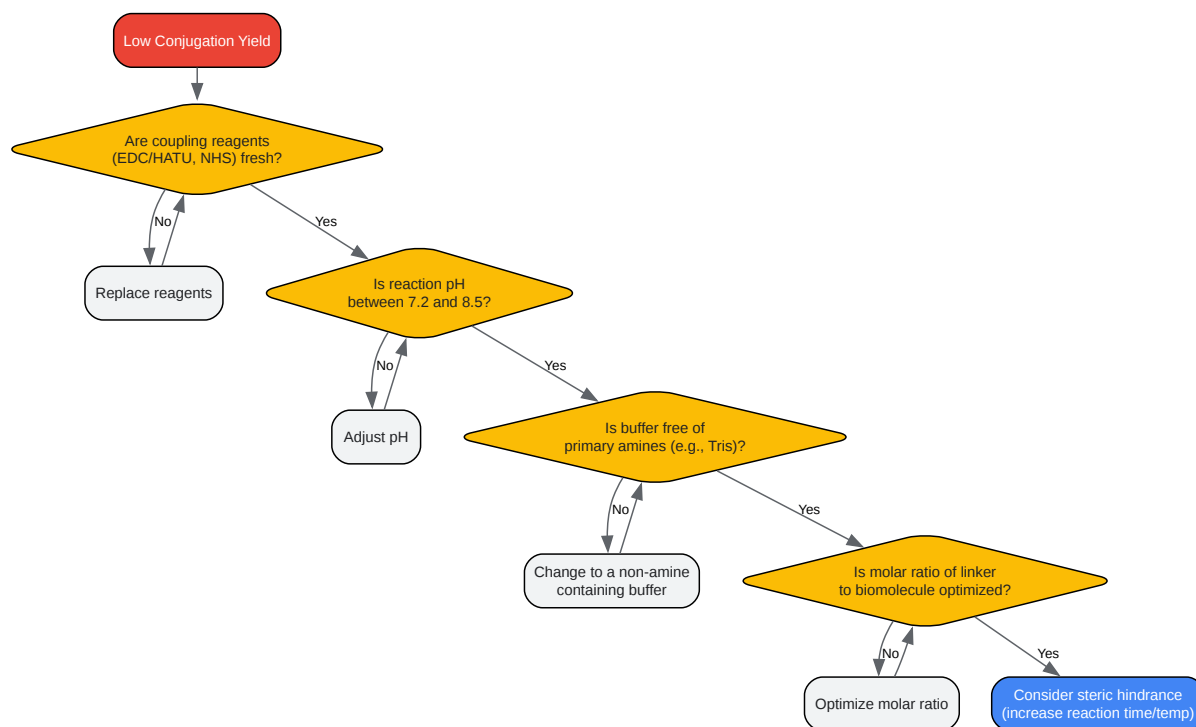 Low Conjugation Yield
Are coupling reagents
(EDC/HATU, NHS) fresh?
No
Yes
Replace reagents
Is reaction pH
between 7.2 and 8.5?
No
Yes
Adjust pH
Is buffer free of
primary amines (e.g., Tris)?
No
Yes
Change to a non-amine
containing buffer
Is molar ratio of linker
to biomolecule optimized?
No
Yes
Optimize molar ratio
Consider steric hindrance
(increase reaction time/temp)